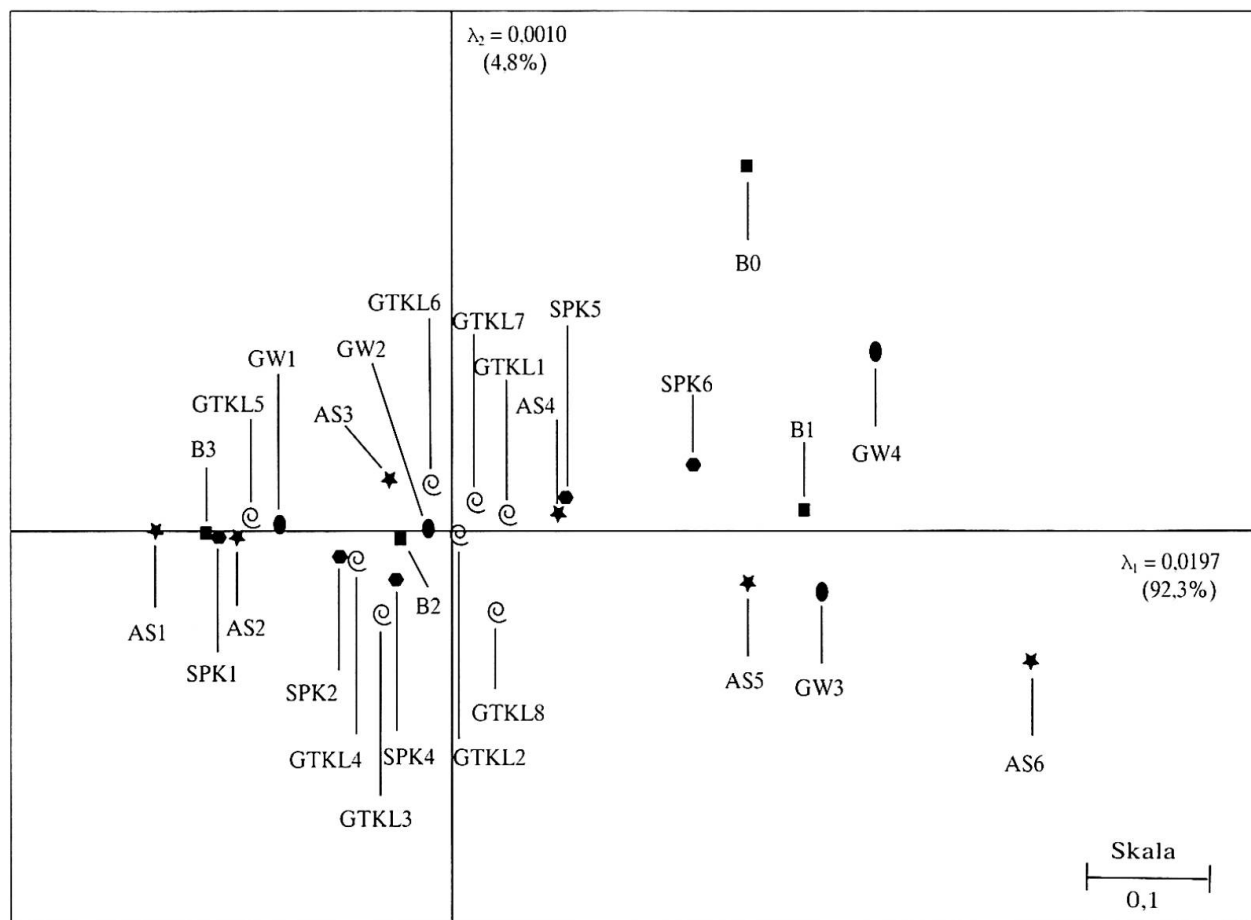 λ₂ = 0,0010
(4,8%)
B0
GTKL6
SPK5
GTKL7
GW2
GW1
GTKL1
SPK6
GTKL5
AS3
AS4
B1
B3
GW4
λ₁ = 0,0197
(92,3%)
B2
AS1
AS2
SPK1
AS5
GW3
SPK2
GTKL8
GTKL4
SPK4
GTKL2
AS6
GTKL3
Skala
0,1